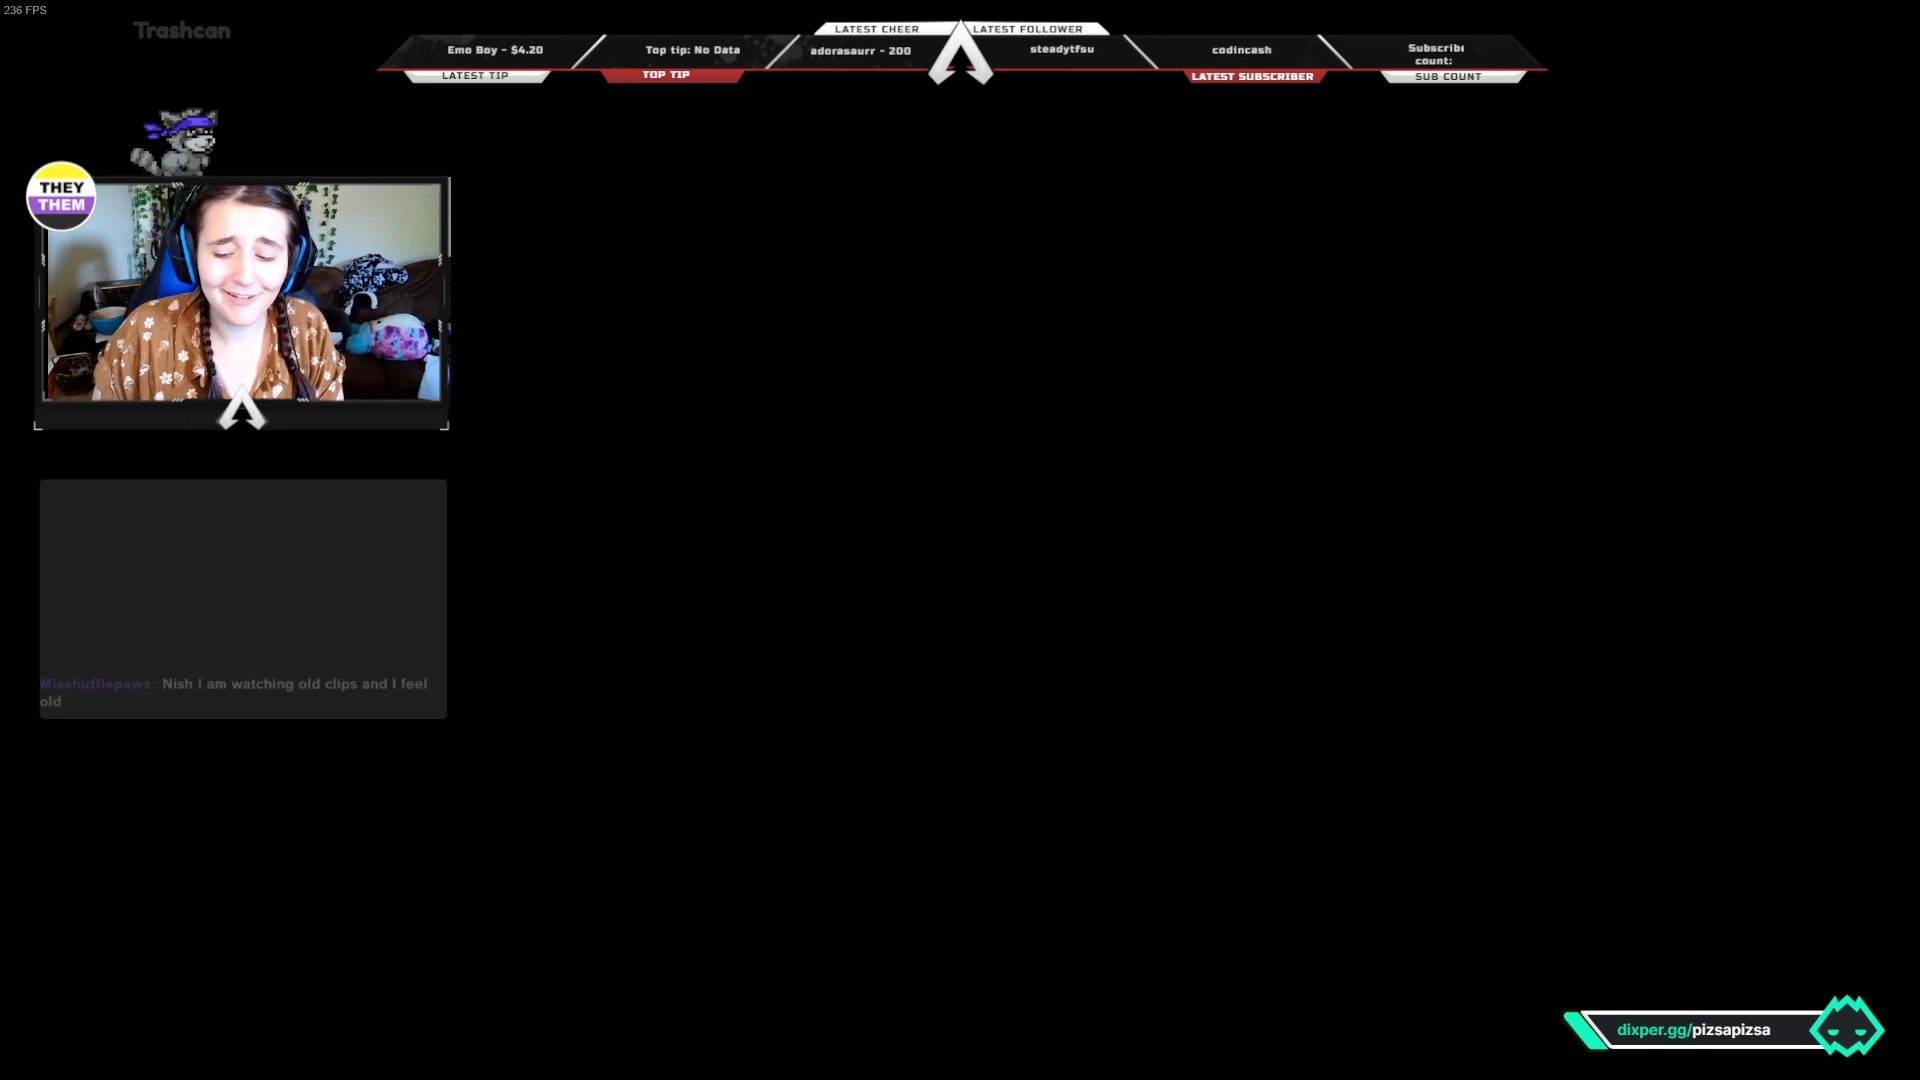 236 FPS
Trashcan
LATEST CHEER
LATEST FOLLOWER
Emo Boy - $4.20
Top tip: No Data
adorasaurr - 200
steadytfsu
codincash
Subscribi
count:
LATEST TIP
TOP TIP
LATEST SUBSCRIBER
SUB COUNT
THEY
THEM
Misshufflepaws: Nish I am watching old clips and I feel
old
dixper.gg/pizsapizsa